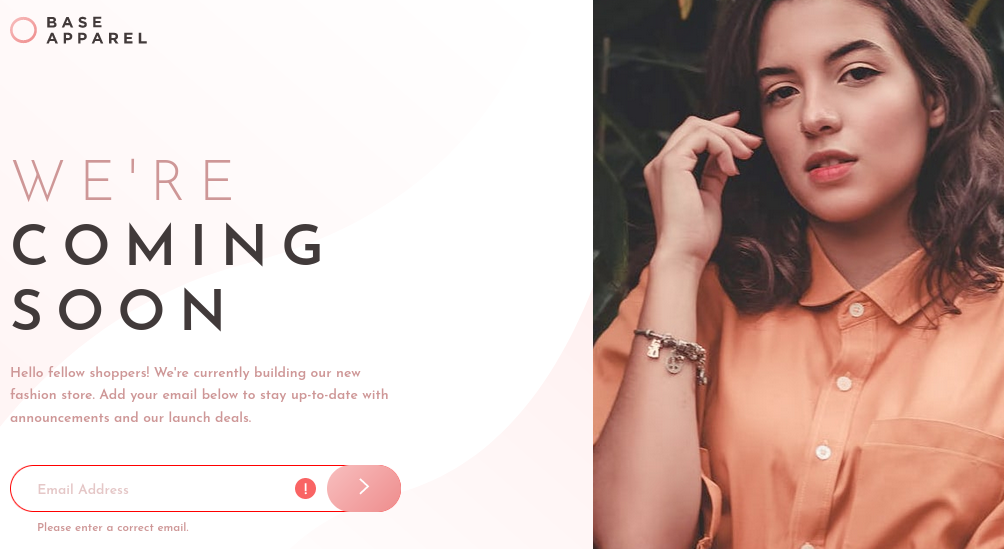 BASE
APPAREL
WE'RE
COMING
SOON
Hello fellow shoppers! We're currently building our new
fashion store. Add your email below to stay up-to-date with
announcements and our launch deals.
Email Address
!
Please enter a correct email.